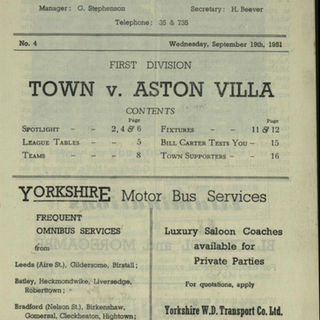 Manager: G. Stephenson Secretary: H. Beever
Telephone: 35 & 735
No. 4 Wednesday, September 19th, 1951
FIRST DIVISION
TOWN v. ASTON VILLA
CONTENTS
Page Page
SPOTLIGHT - - 2, 4 & 6 FIXTURES - - 11 & 12
LEAGUE TABLES - - 5 BILL CARTER TESTS YOU - 15
TEAMS - - 8 TOWN SUPPORTERS - - 16
YORKSHIRE Motor Bus Services
FREQUENT
OMNIBUS SERVICES
from
Leeds (Aire St.), Gildersome, Birstall;
Batley, Heckmondwike, Liversedge,
Roberttown;
Bradford (Nelson St.), Birkenshaw,
Gomersal, Cleckheaton, Hightown;
Luxury Saloon Coaches
available for
Private Parties
For quotations, apply
Yorkshire W.D. Transport Co. Ltd.